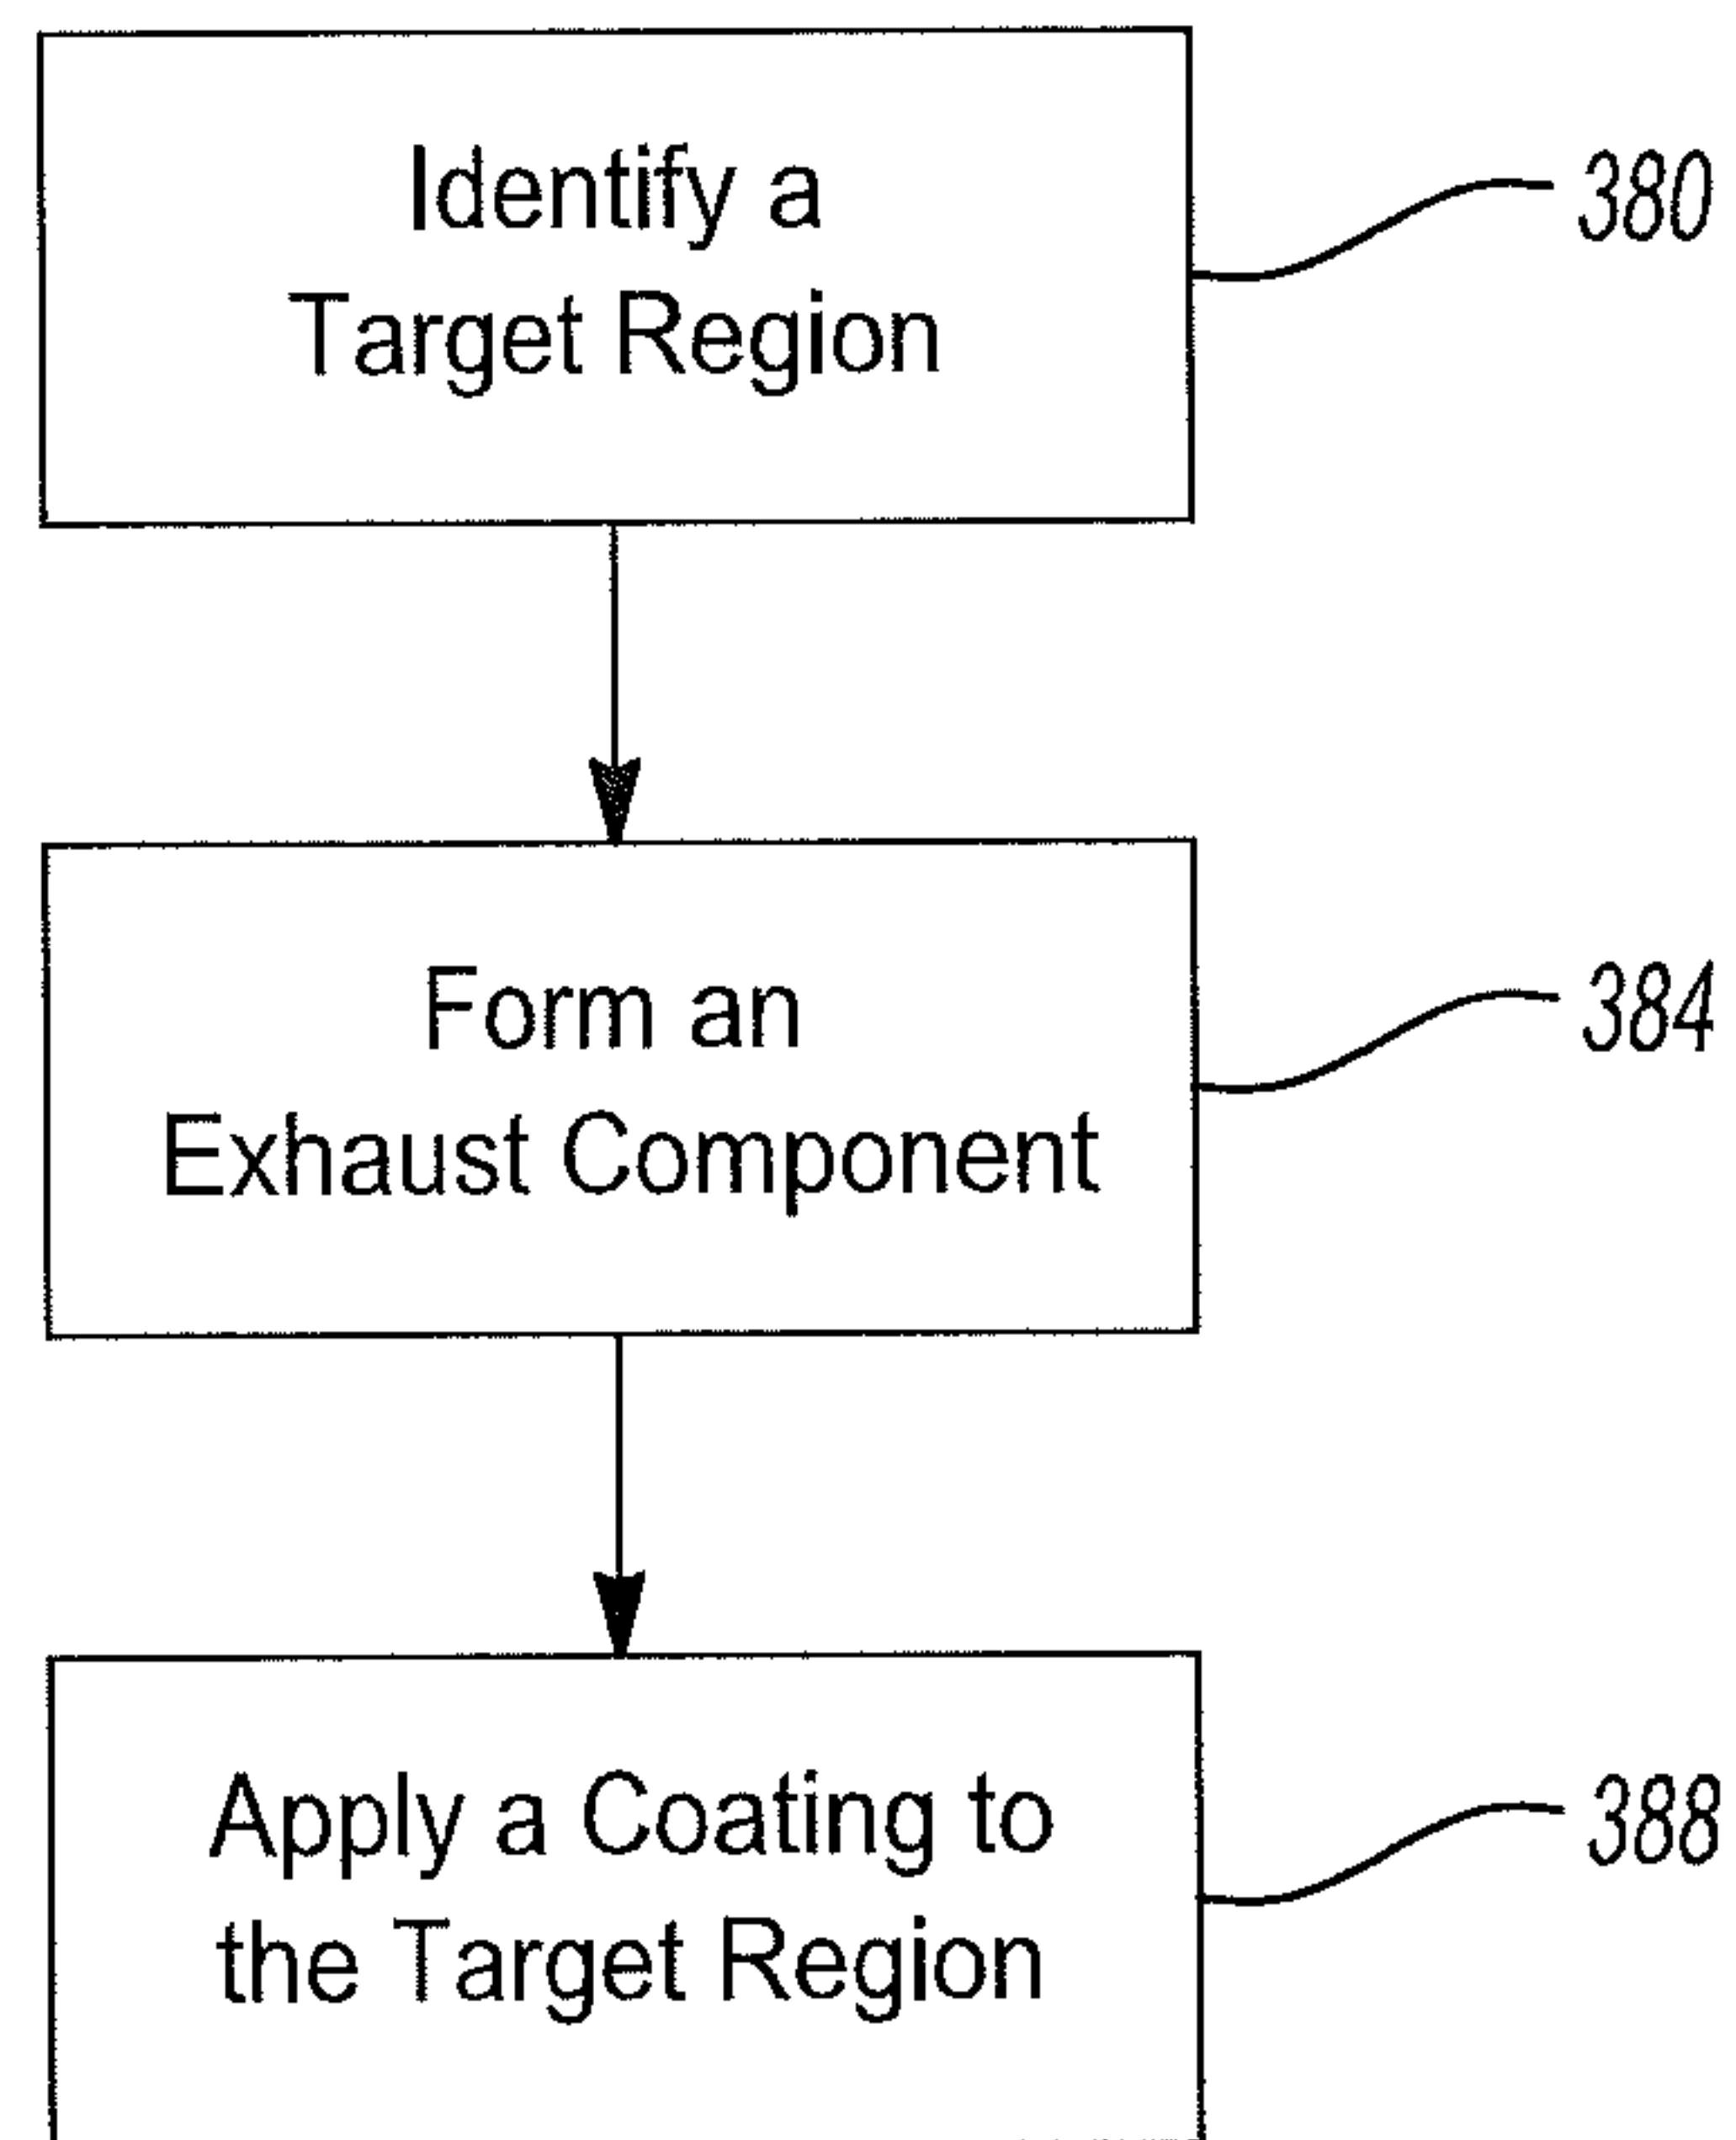 Identify a
Target Region
380
Form an
Exhaust Component
384
Apply a Coating to
the Target Region
388